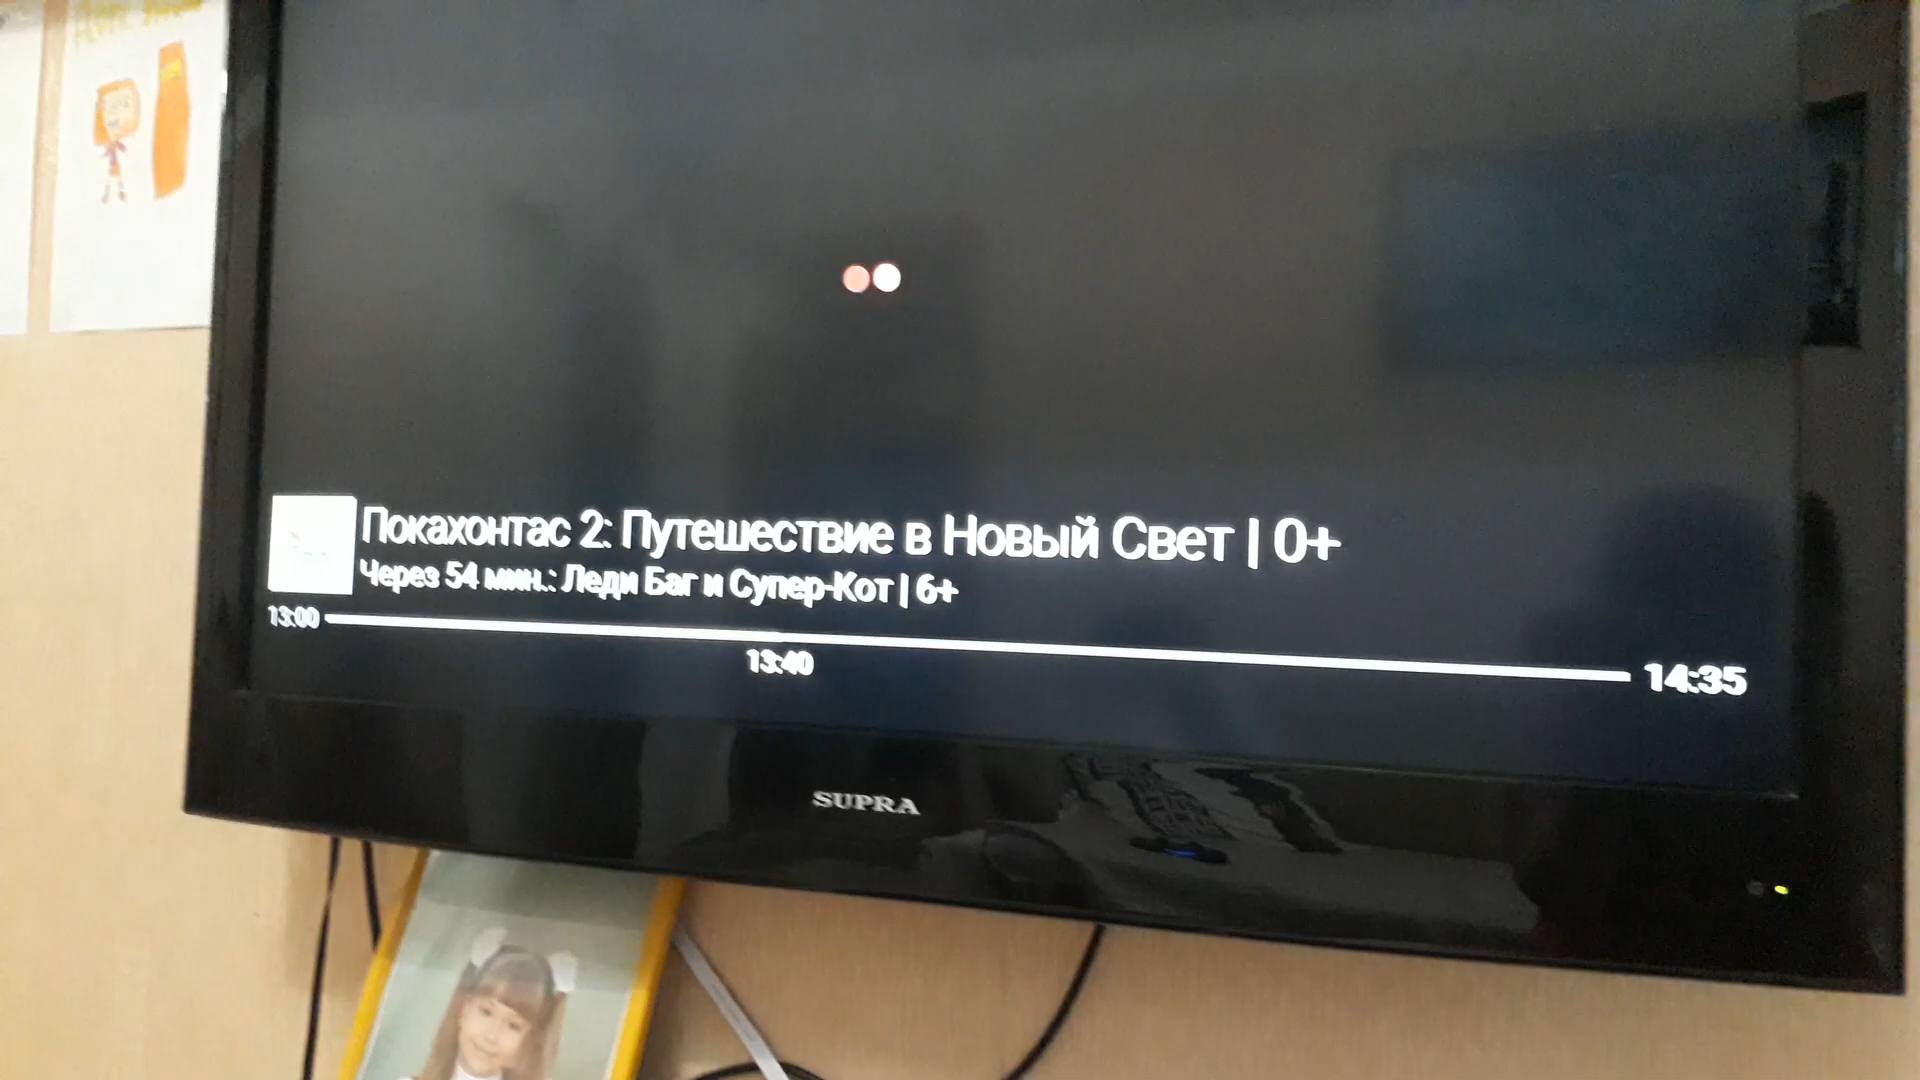 Покахонтас 2: Путешествие в Новый Свет | 0+
Через 54 мин.: Леди Баг и Супер-Кот | 6+
13:00
14:35
13:40
SUPRA